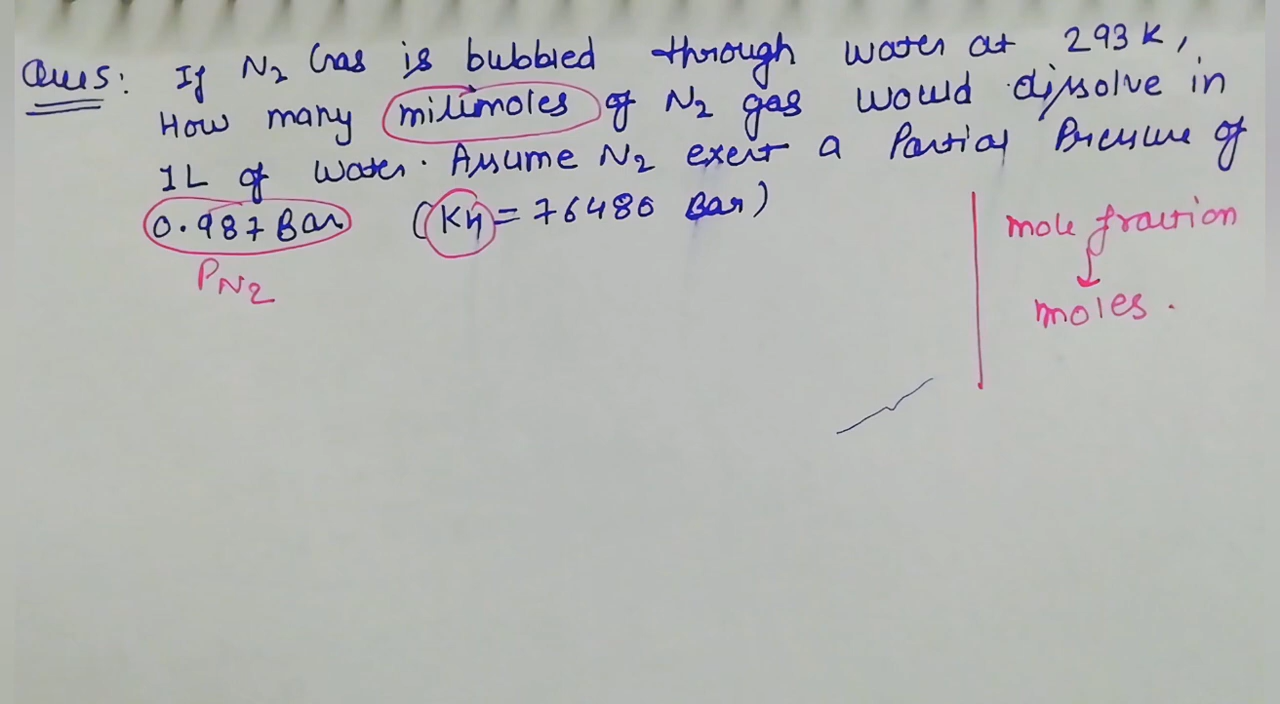 Ques: If N2 Gas is bubbled through water at 293 K,
How many milimoles of N2 gas would dissolve in
1L of water. Assume N2 exert a Partial Pressure of
0.987 Bar (KH = 76480 Bar)
PN2
mole fraction
↓
moles.